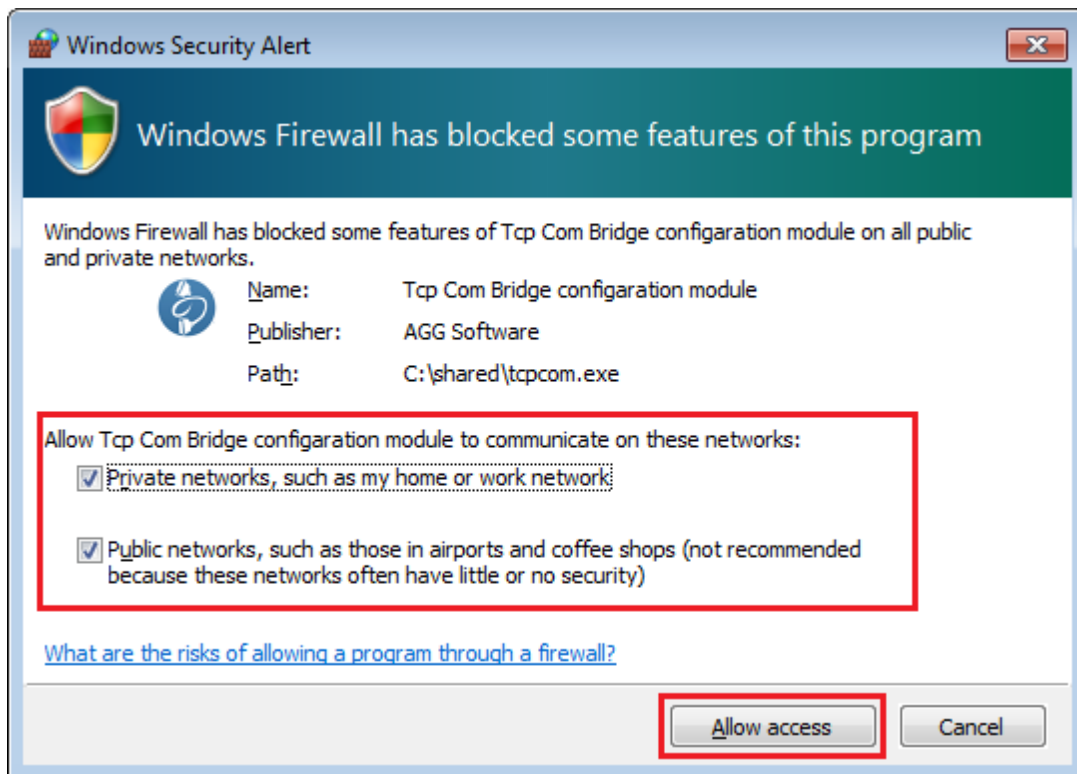 Windows Security Alert
Windows Firewall has blocked some features of this program
Windows Firewall has blocked some features of Tcp Com Bridge configaration module on all public
and private networks.
Name: Tcp Com Bridge configaration module
Publisher: AGG Software
Path: C:\shared\tcpcom.exe
Allow Tcp Com Bridge configaration module to communicate on these networks:
Private networks, such as my home or work network
Public networks, such as those in airports and coffee shops (not recommended
because these networks often have little or no security)
What are the risks of allowing a program through a firewall?
Allow access Cancel